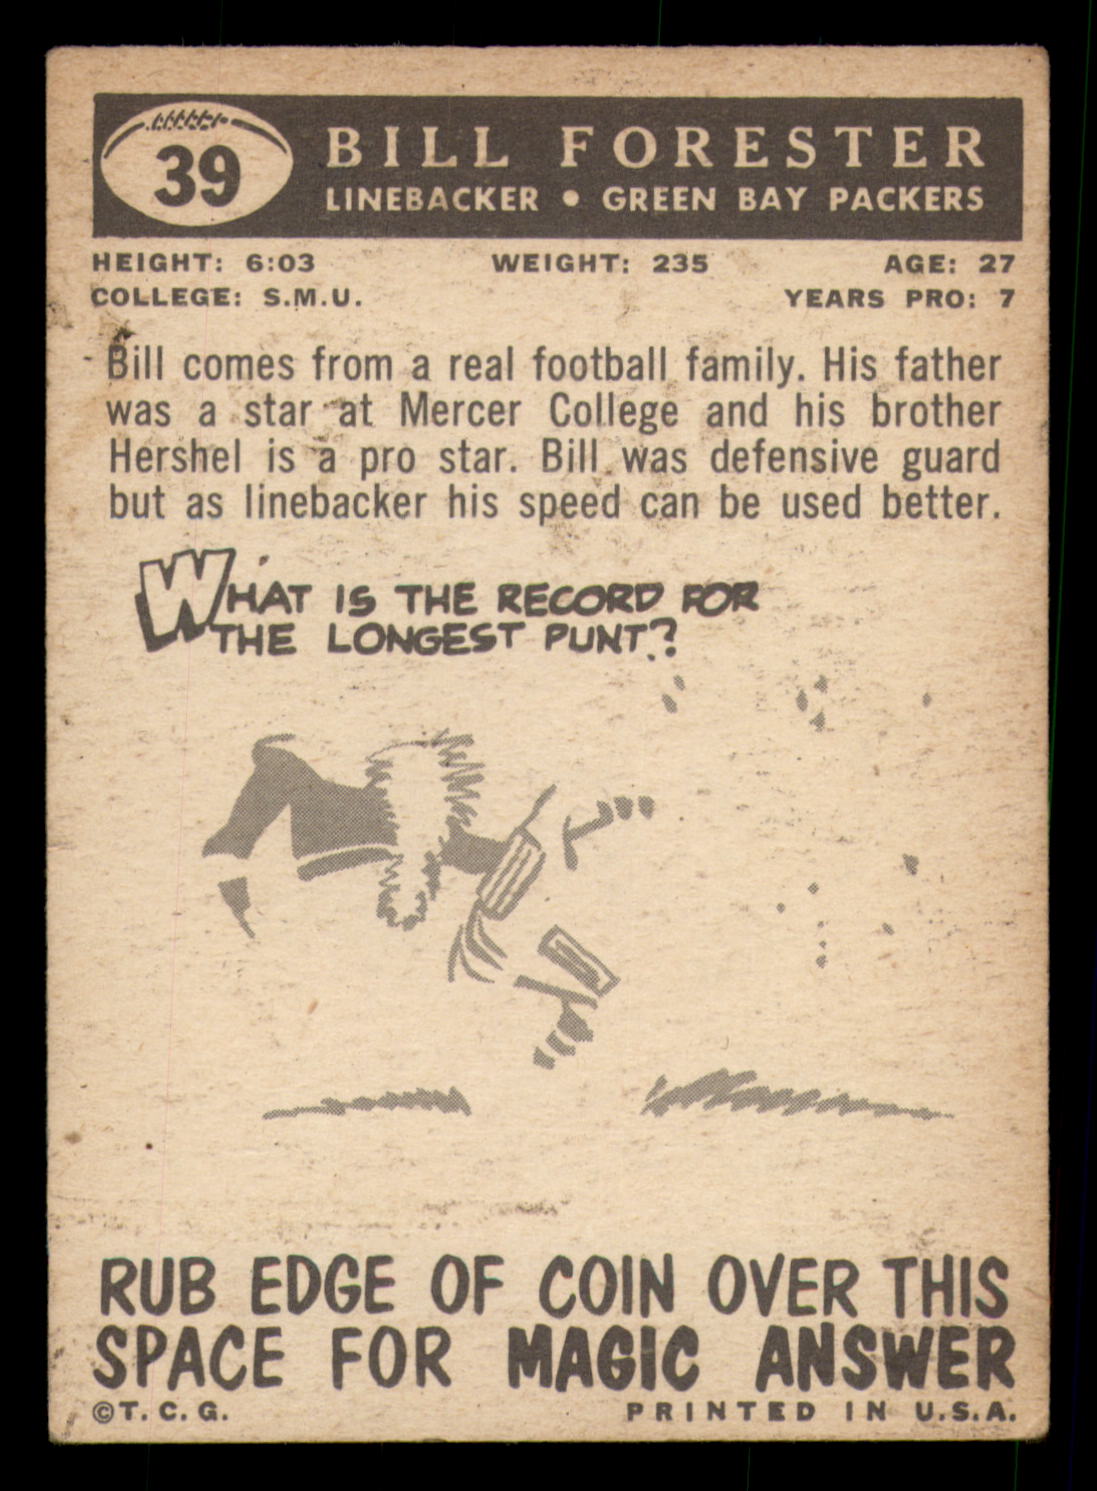 39
BILL FORESTER
LINEBACKER • GREEN BAY PACKERS
HEIGHT: 6:03 WEIGHT: 235 AGE: 27
COLLEGE: S.M.U. YEARS PRO: 7
Bill comes from a real football family. His father
was a star at Mercer College and his brother
Hershel is a pro star. Bill was defensive guard
but as linebacker his speed can be used better.
WHAT IS THE RECORD FOR
THE LONGEST PUNT?
RUB EDGE OF COIN OVER THIS
SPACE FOR MAGIC ANSWER
©T. C. G. PRINTED IN U.S.A.